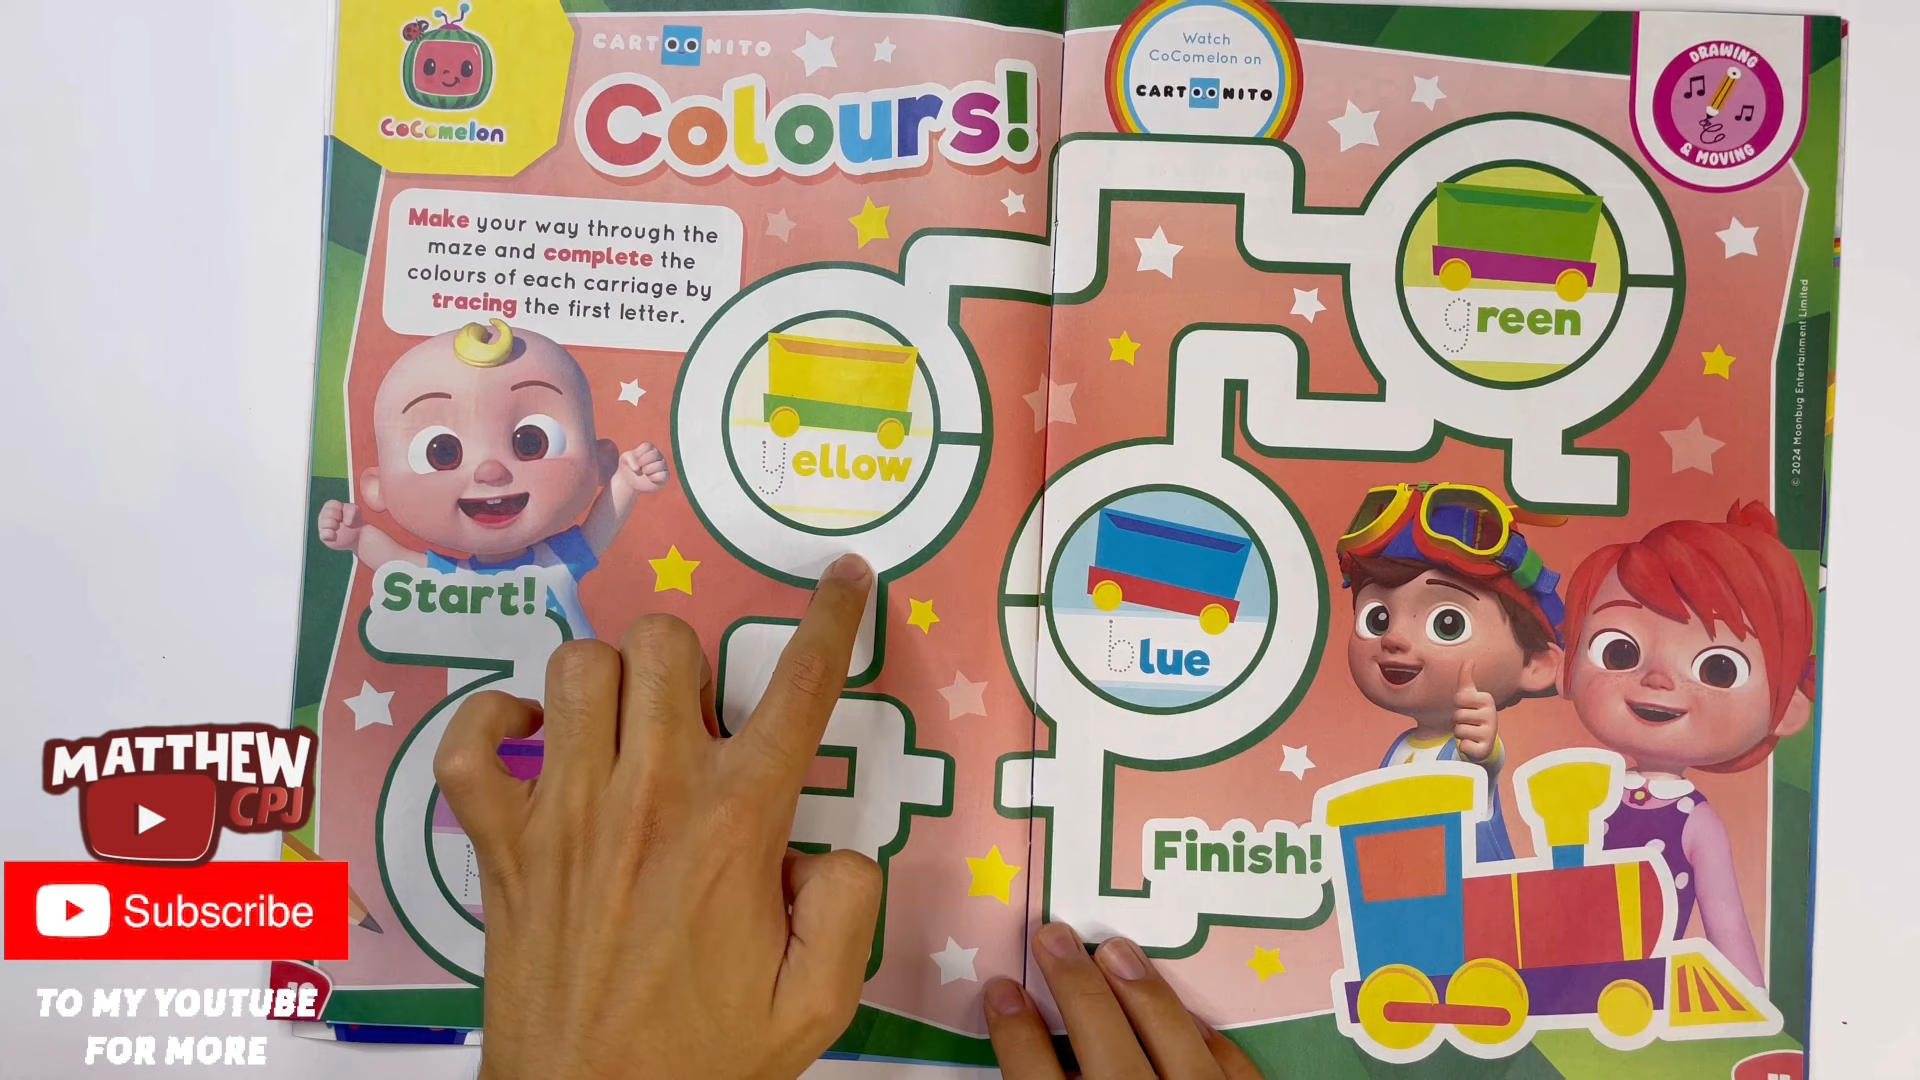 CoComelon
CARTOONITO
Colours!
Make your way through the
maze and complete the
colours of each carriage by
tracing the first letter.
Watch
CoComelon on
CARTOONITO
DRAWING
& MOVING
green
yellow
blue
Start!
Finish!
© 2024 Moonbug Entertainment Limited
MATTHEW
CPJ
Subscribe
TO MY YOUTUBE
FOR MORE